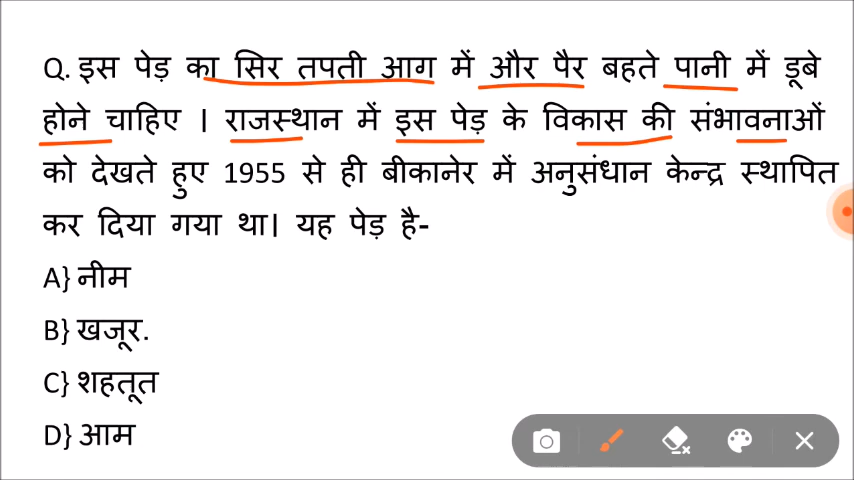 Q. इस पेड़ का सिर तपती आग में और पैर बहते पानी में डूबे
होने चाहिए । राजस्थान में इस पेड़ के विकास की संभावनाओं
को देखते हुए 1955 से ही बीकानेर में अनुसंधान केन्द्र स्थापित
कर दिया गया था। यह पेड़ है-
A} नीम
B} खजूर.
C} शहतूत
D} आम